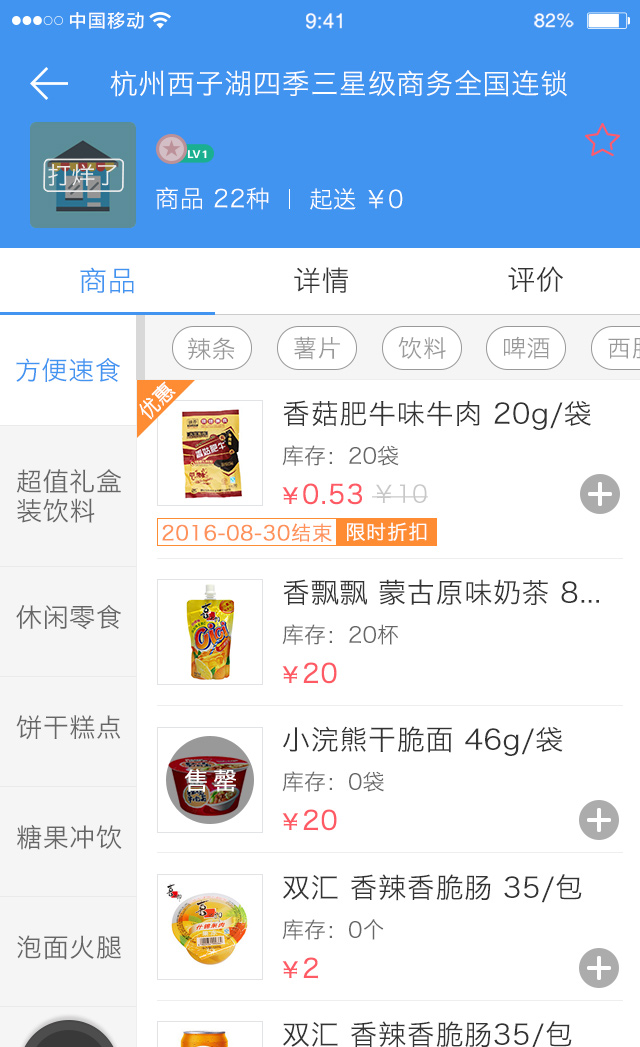 中国移动 9:41 82%
杭州西子湖四季三星级商务全国连锁
打烊了
LV1
商品 22种 | 起送 ¥0
商品 详情 评价
方便速食
超值礼盒
装饮料
休闲零食
饼干糕点
糖果冲饮
泡面火腿
辣条 薯片 饮料 啤酒
优惠
香菇肥牛味牛肉 20g/袋
库存：20袋
¥0.53 ¥10
2016-08-30结束 限时折扣
香飘飘 蒙古原味奶茶 8...
库存：20杯
¥20
售罄
小浣熊干脆面 46g/袋
库存：0袋
¥20
双汇 香辣香脆肠 35/包
库存：0个
¥2
双汇 香辣香脆肠35/包